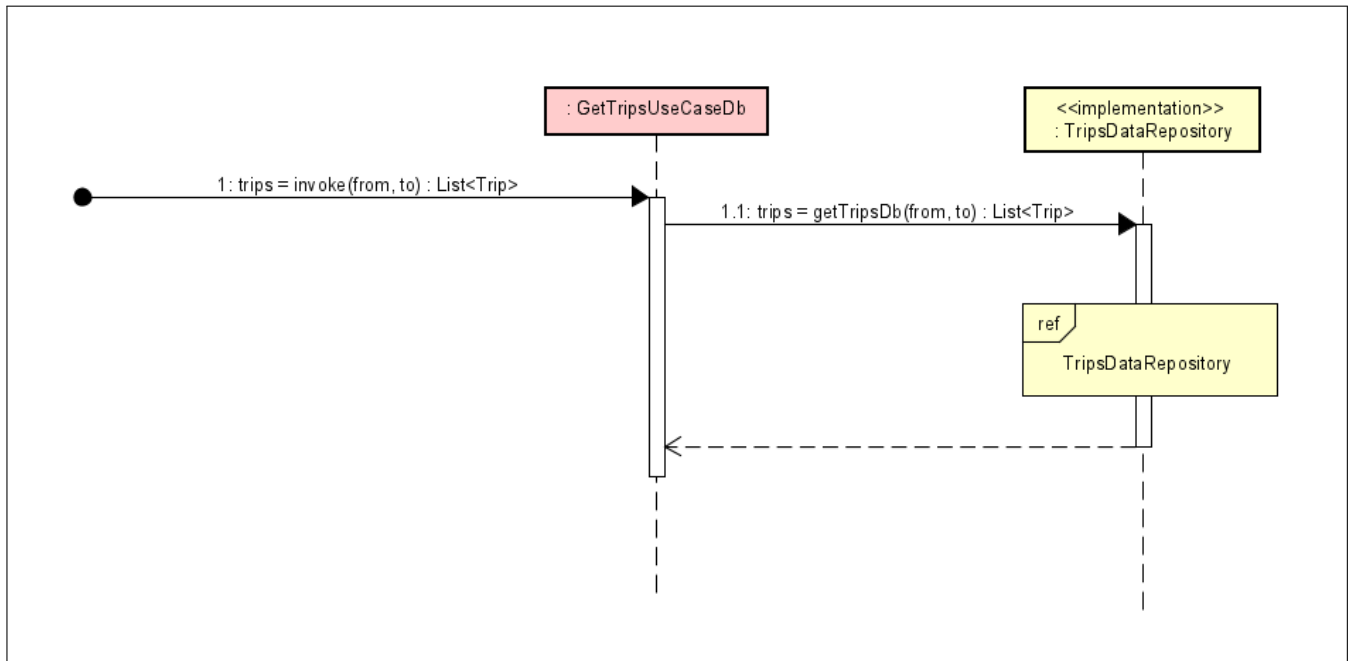 : GetTripsUseCaseDb
<<implementation>>
: TripsDataRepository
1: trips = invoke(from, to) : List<Trip>
1.1: trips = getTripsDb(from, to) : List<Trip>
ref
TripsDataRepository